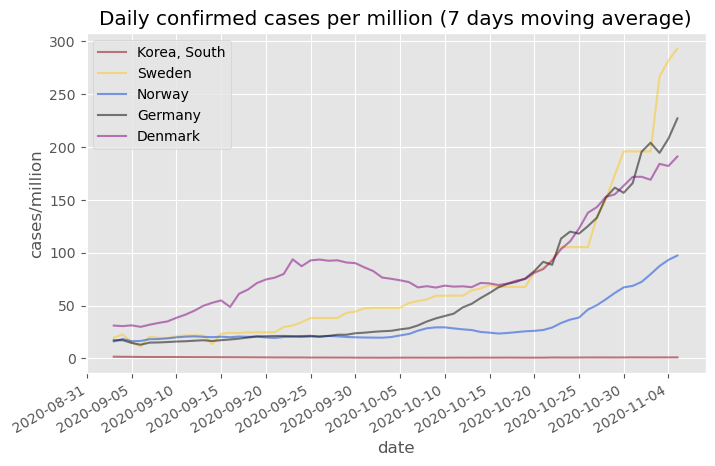 Daily confirmed cases per million (7 days moving average)
300
250
200
150
100
50
0
cases/million
Korea, South
Sweden
Norway
Germany
Denmark
2020-08-31
2020-09-05
2020-09-10
2020-09-15
2020-09-20
2020-09-25
2020-09-30
2020-10-05
2020-10-10
2020-10-15
2020-10-20
2020-10-25
2020-10-30
2020-11-04
date